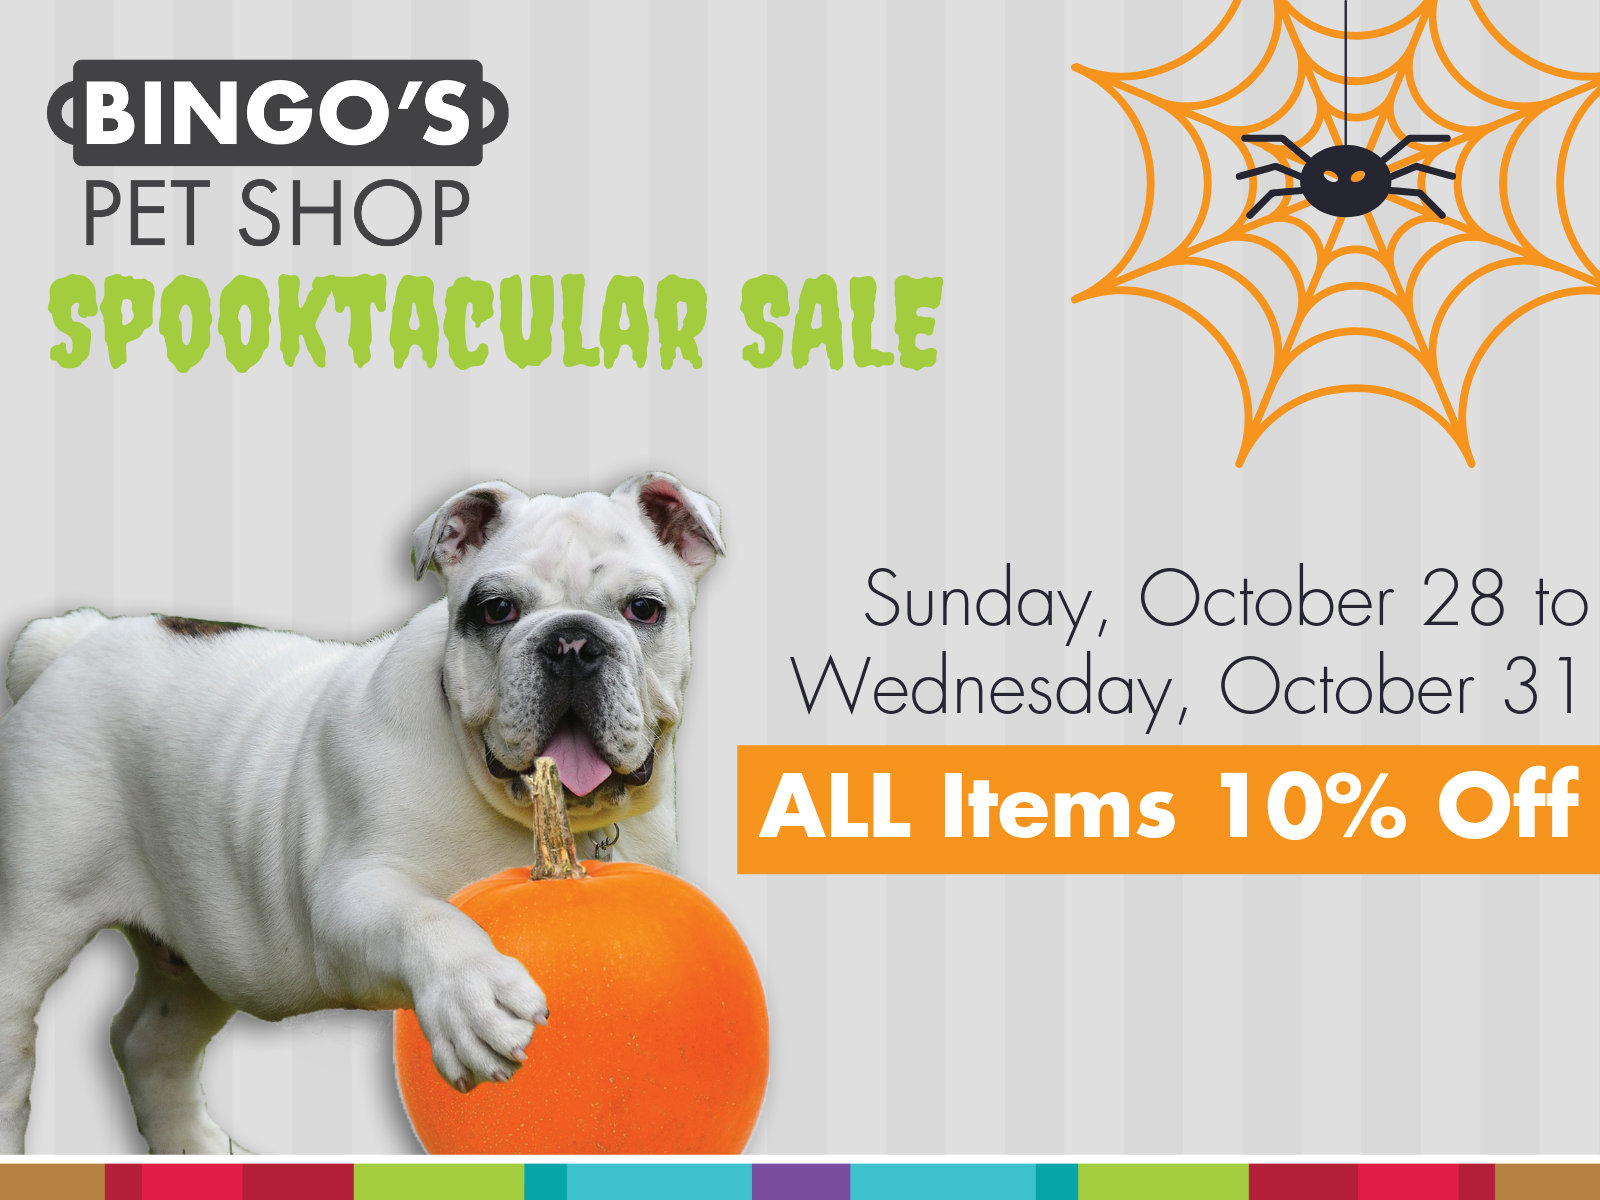 BINGO'S
PET SHOP
SPOOKTACULAR SALE
Sunday, October 28 to
Wednesday, October 31
ALL Items 10% Off